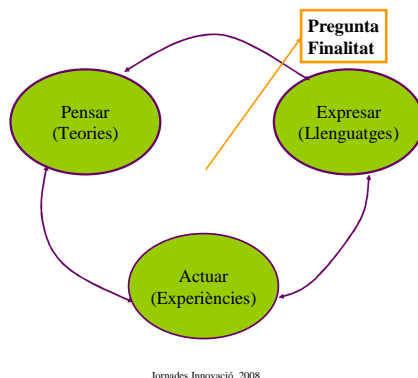 Pregunta
Finalitat
Pensar
(Teories)
Expresar
(Llenguatges)
Actuar
(Experiències)
Jornades Innovació, 2008